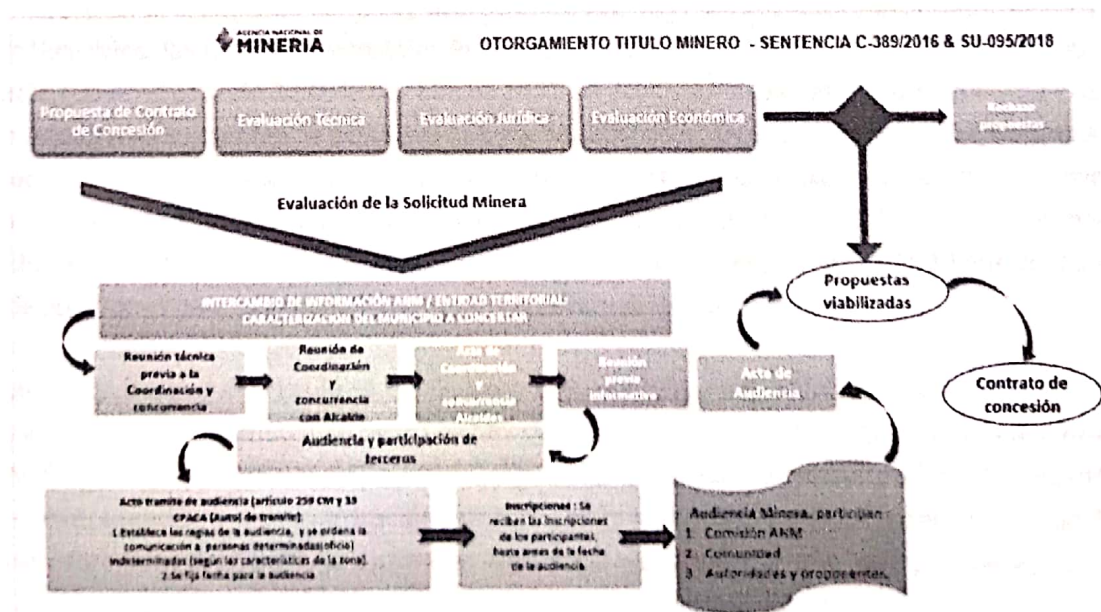 AGENCIA NACIONAL DE
MINERÍA
OTORGAMIENTO TITULO MINERO - SENTENCIA C-389/2016 & SU-095/2018
Propuesta de Contrato
de Concesión
Evaluación Técnica
Evaluación Jurídica
Evaluación Económica
Rechazo
propuestas
Evaluación de la Solicitud Minera
Propuestas
viabilizadas
INTERCAMBIO DE INFORMACIÓN ANM / ENTIDAD TERRITORIAL:
CARACTERIZACION DEL MUNICIPIO A CONCERTAR
Reunión técnica
previa a la
Coordinación y
concurrencia
Reunión de
Coordinación
y
concurrencia
con Alcalde
Acta de
Coordinación
y
concurrencia
Alcaldes
Reunión
previa
informativa
Acta de
Audiencia
Contrato de
concesión
Audiencia y participación de
terceros
Acto tramite de audiencia (artículo 259 CM y 35
CPACA (Auto) de tramite):
1.Establece las reglas de la audiencia, y se ordena la
comunicación a personas determinadas(oficio)
indeterminadas (según las características de la zona).
2.Se fija fecha para la audiencia
Inscripciones : Se
reciben las inscripciones
de los participantes,
hasta antes de la fecha
de la audiencia.
Audiencia Minera, participan:
1. Comisión ANM
2. Comunidad
3. Autoridades y proponentes.